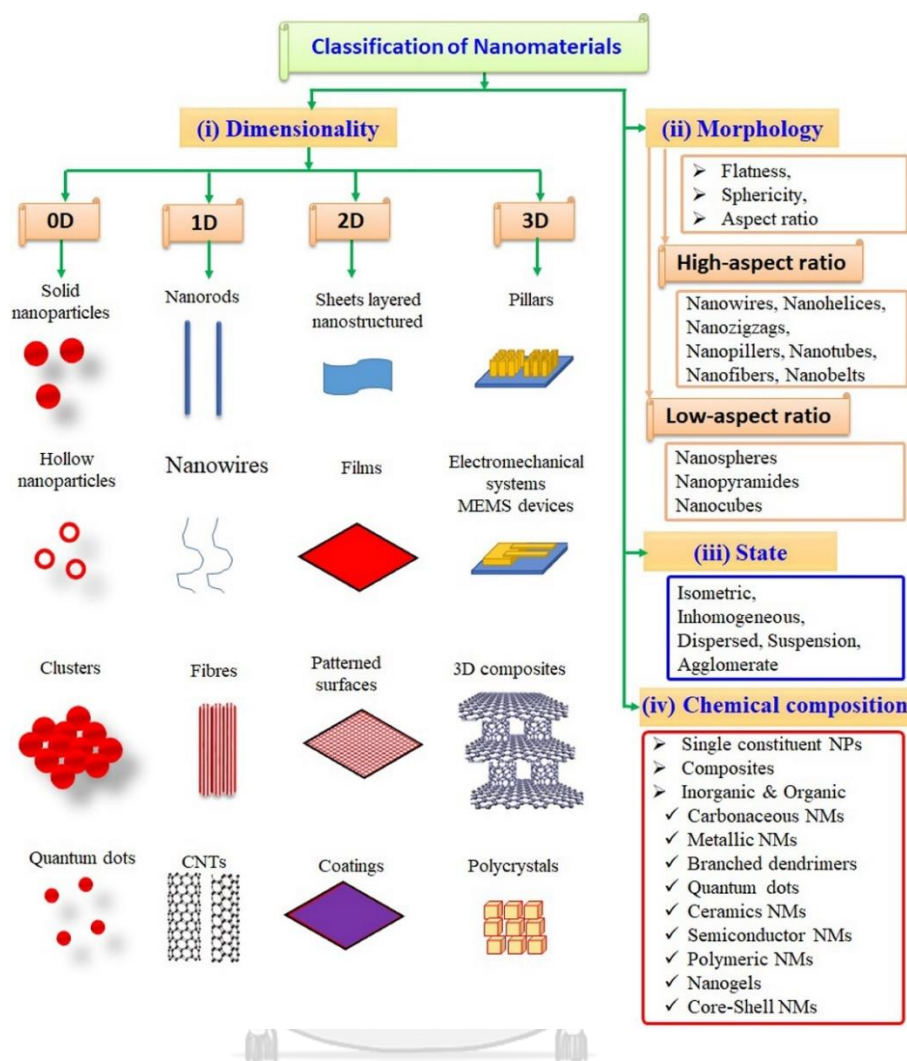 Classification of Nanomaterials
(i) Dimensionality
0D
1D
2D
3D
Solid
nanoparticles
Nanorods
Sheets layered
nanostructured
Pillars
Hollow
nanoparticles
Nanowires
Films
Electromechanical
systems
MEMS devices
Clusters
Fibres
Patterned
surfaces
3D composites
Quantum dots
CNTs
Coatings
Polycrystals
(ii) Morphology
➢ Flatness,
➢ Sphericity,
➢ Aspect ratio
High-aspect ratio
Nanowires, Nanohelices,
Nanozigzags,
Nanopillers, Nanotubes,
Nanofibers, Nanobelts
Low-aspect ratio
Nanospheres
Nanopyramides
Nanocubes
(iii) State
Isometric,
Inhomogeneous,
Dispersed, Suspension,
Agglomerate
(iv) Chemical composition
➢ Single constituent NPs
➢ Composites
➢ Inorganic & Organic
✓ Carbonaceous NMs
✓ Metallic NMs
✓ Branched dendrimers
✓ Quantum dots
✓ Ceramics NMs
✓ Semiconductor NMs
✓ Polymeric NMs
✓ Nanogels
✓ Core-Shell NMs